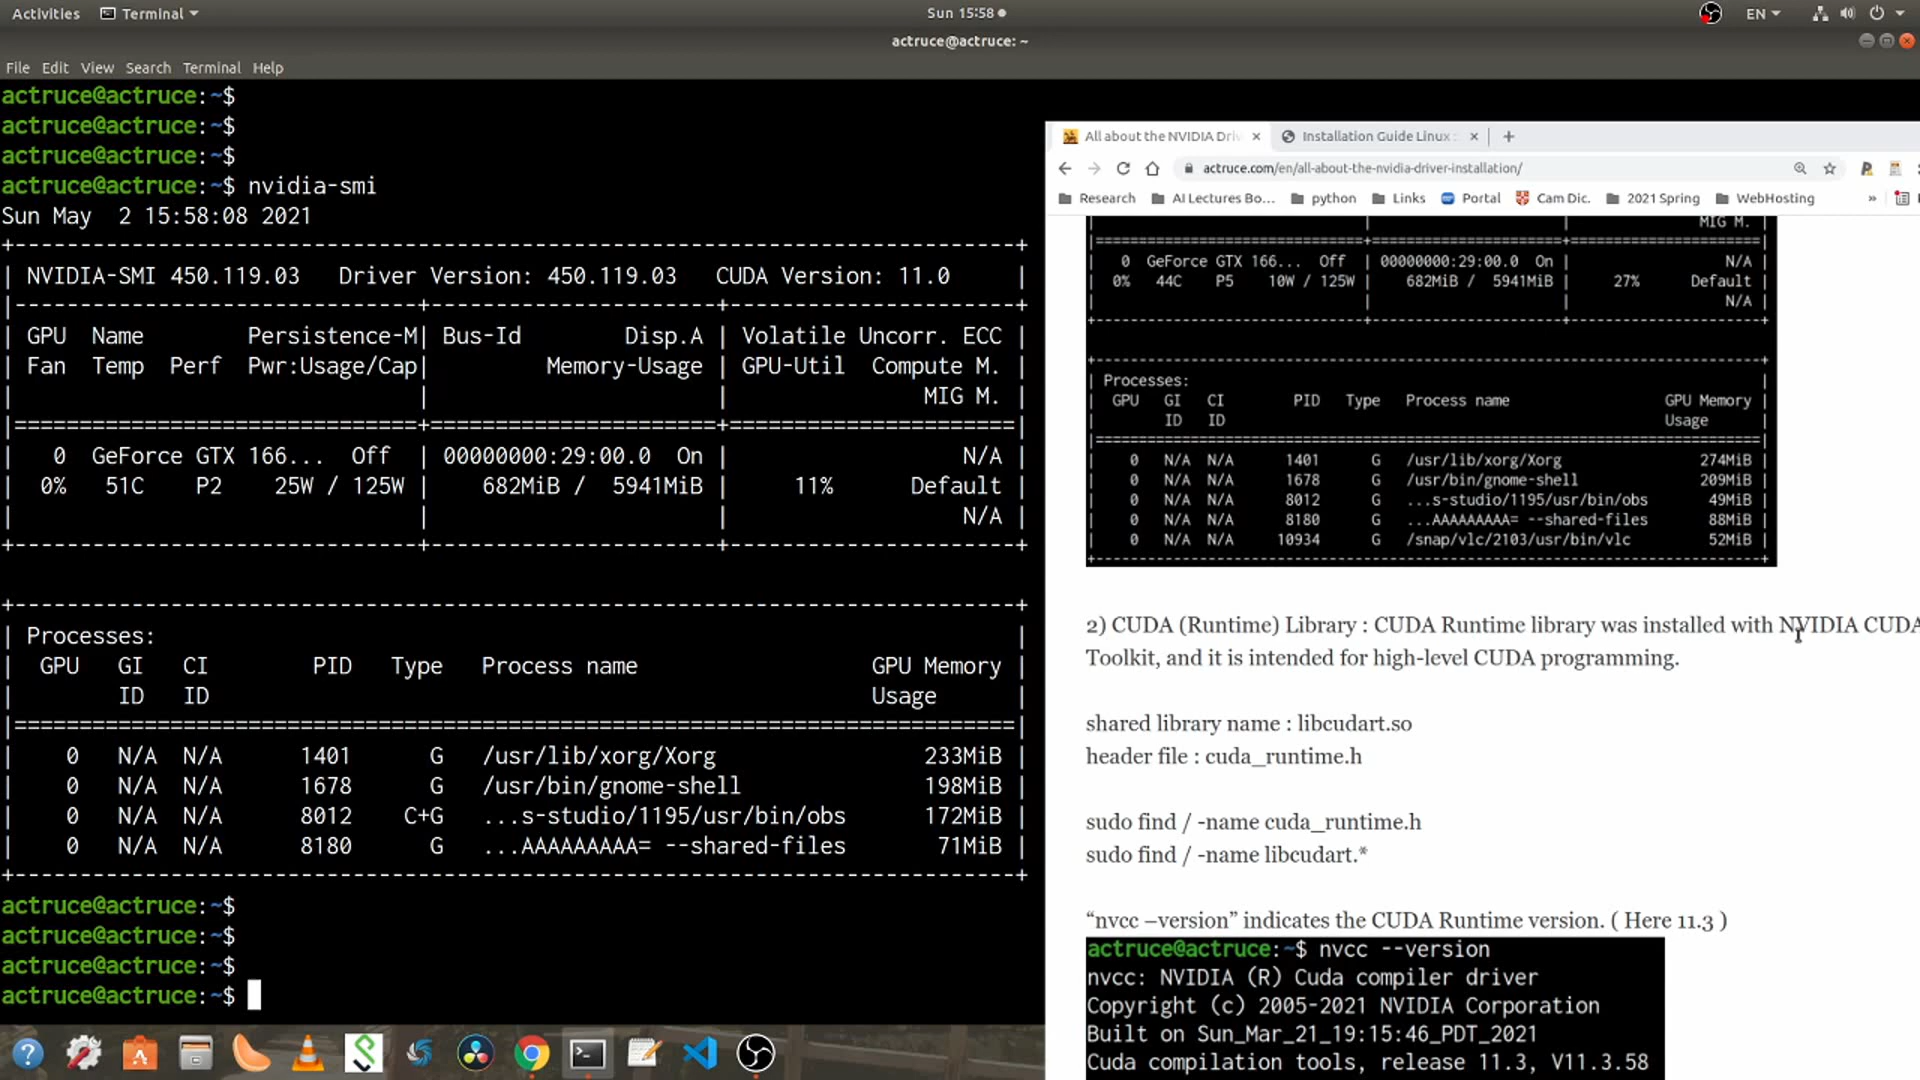 Activities Terminal Sun 15:58 EN
actruce@actruce: ~
File Edit View Search Terminal Help
actruce@actruce:~$
actruce@actruce:~$
actruce@actruce:~$
actruce@actruce:~$ nvidia-smi
Sun May  2 15:58:08 2021
+-------------------------------+----------------------+----------------------+
| NVIDIA-SMI 450.119.03   Driver Version: 450.119.03   CUDA Version: 11.0     |
|-------------------------------+----------------------+----------------------+
| GPU  Name        Persistence-M| Bus-Id        Disp.A | Volatile Uncorr. ECC |
| Fan  Temp  Perf  Pwr:Usage/Cap|         Memory-Usage | GPU-Util  Compute M. |
|                               |                      |               MIG M. |
|===============================+======================+======================|
|   0  GeForce GTX 166...  Off  | 00000000:29:00.0  On |                  N/A |
|  0%   51C    P2    25W / 125W |    682MiB /  5941MiB |     11%      Default |
|                               |                      |                  N/A |
+-------------------------------+----------------------+----------------------+
+-----------------------------------------------------------------------------+
| Processes:                                                                  |
|  GPU   GI   CI        PID   Type   Process name                  GPU Memory |
|        ID   ID                                                   Usage      |
|=============================================================================|
|    0   N/A  N/A      1401      G   /usr/lib/xorg/Xorg                233MiB |
|    0   N/A  N/A      1678      G   /usr/bin/gnome-shell              198MiB |
|    0   N/A  N/A      8012    C+G   ...s-studio/1195/usr/bin/obs      172MiB |
|    0   N/A  N/A      8180      G   ...AAAAAAAAA= --shared-files       71MiB |
+-----------------------------------------------------------------------------+
actruce@actruce:~$
actruce@actruce:~$
actruce@actruce:~$
actruce@actruce:~$
All about the NVIDIA Dri Installation Guide Linux
actruce.com/en/all-about-the-nvidia-driver-installation/
Research AI Lectures Bo... python Links Portal Cam Dic. 2021 Spring WebHosting »
MIG M.
0 GeForce GTX 166... Off | 00000000:29:00.0 On | N/A
0% 44C P5 10W / 125W | 682MiB / 5941MiB | 27% Default
N/A
Processes:
GPU GI CI PID Type Process name GPU Memory
ID ID Usage
0 N/A N/A 1401 G /usr/lib/xorg/Xorg 274MiB
0 N/A N/A 1678 G /usr/bin/gnome-shell 209MiB
0 N/A N/A 8012 G ...s-studio/1195/usr/bin/obs 49MiB
0 N/A N/A 8180 G ...AAAAAAAAA= --shared-files 88MiB
0 N/A N/A 10934 G /snap/vlc/2103/usr/bin/vlc 52MiB
2) CUDA (Runtime) Library : CUDA Runtime library was installed with NVIDIA CUDA
Toolkit, and it is intended for high-level CUDA programming.
shared library name : libcudart.so
header file : cuda_runtime.h
sudo find / -name cuda_runtime.h
sudo find / -name libcudart.*
“nvcc –version” indicates the CUDA Runtime version. ( Here 11.3 )
actruce@actruce:~$ nvcc --version
nvcc: NVIDIA (R) Cuda compiler driver
Copyright (c) 2005-2021 NVIDIA Corporation
Built on Sun_Mar_21_19:15:46_PDT_2021
Cuda compilation tools, release 11.3, V11.3.58